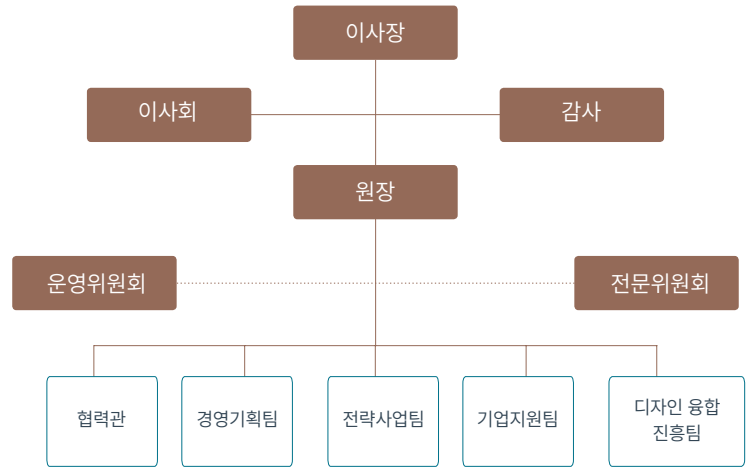 이사장
이사회
감사
원장
운영위원회
전문위원회
협력관
경영기획팀
전략사업팀
기업지원팀
디자인 융합
진흥팀